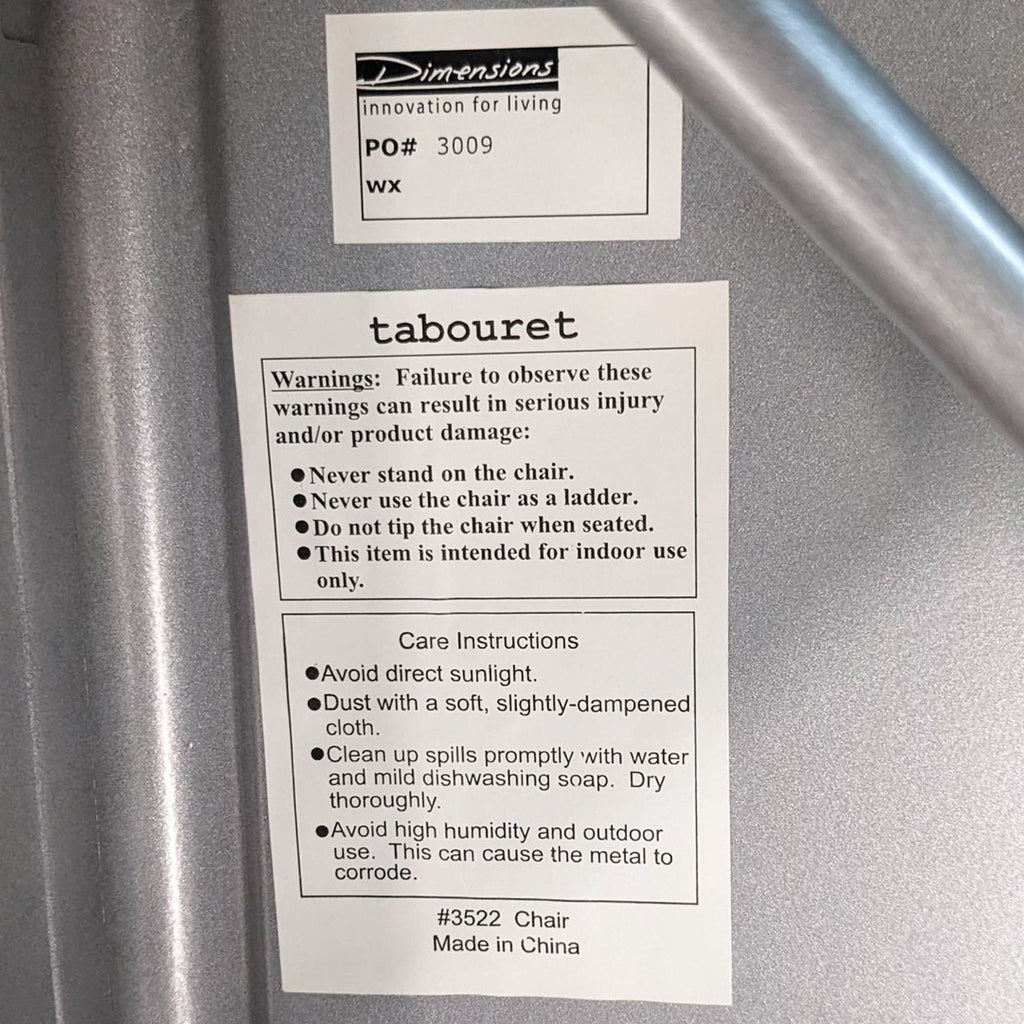 Dimensions
innovation for living
PO# 3009
WX
tabouret
Warnings: Failure to observe these
warnings can result in serious injury
and/or product damage:
●Never stand on the chair.
●Never use the chair as a ladder.
●Do not tip the chair when seated.
●This item is intended for indoor use
only.
Care Instructions
●Avoid direct sunlight.
●Dust with a soft, slightly-dampened
cloth.
●Clean up spills promptly with water
and mild dishwashing soap. Dry
thoroughly.
●Avoid high humidity and outdoor
use. This can cause the metal to
corrode.
#3522 Chair
Made in China